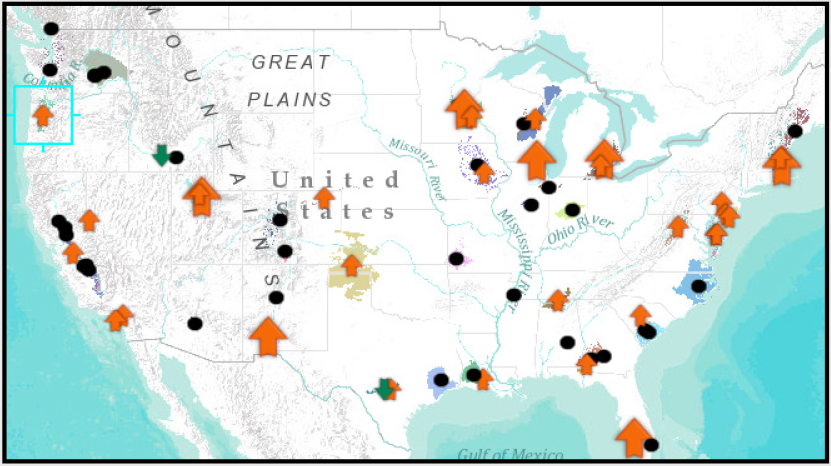 MOUNTAINS
GREAT
PLAINS
Columbia R.
Missouri River
United
States
Mississippi River
Ohio River
Gulf of Mexico